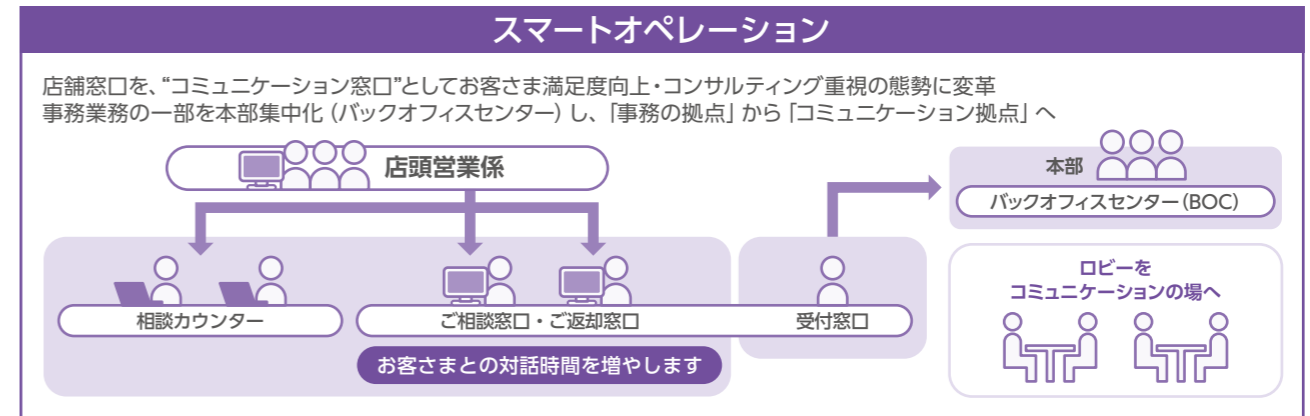 スマートオペレーション
店舗窓口を、“コミュニケーション窓口”としてお客さま満足度向上・コンサルティング重視の態勢に変革
事務業務の一部を本部集中化（バックオフィスセンター）し、「事務の拠点」から「コミュニケーション拠点」へ
店頭営業係
本部
バックオフィスセンター（BOC）
相談カウンター
ご相談窓口・ご返却窓口
受付窓口
お客さまとの対話時間を増やします
ロビーを
コミュニケーションの場へ